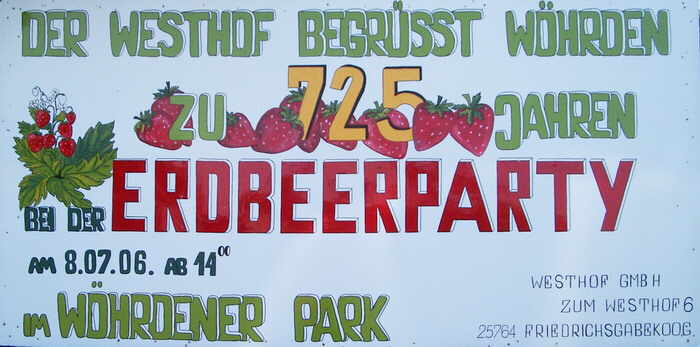 DER WESTHOF BEGRÜSST WÖHRDEN
ZU 725 JAHREN
BEI DER ERDBEERPARTY
AM 8.07.06. AB 14⁰⁰
IM WÖHRDENER PARK
WESTHOF GMBH
ZUM WESTHOF 6
25764 FRIEDRICHSGABEKOOG.